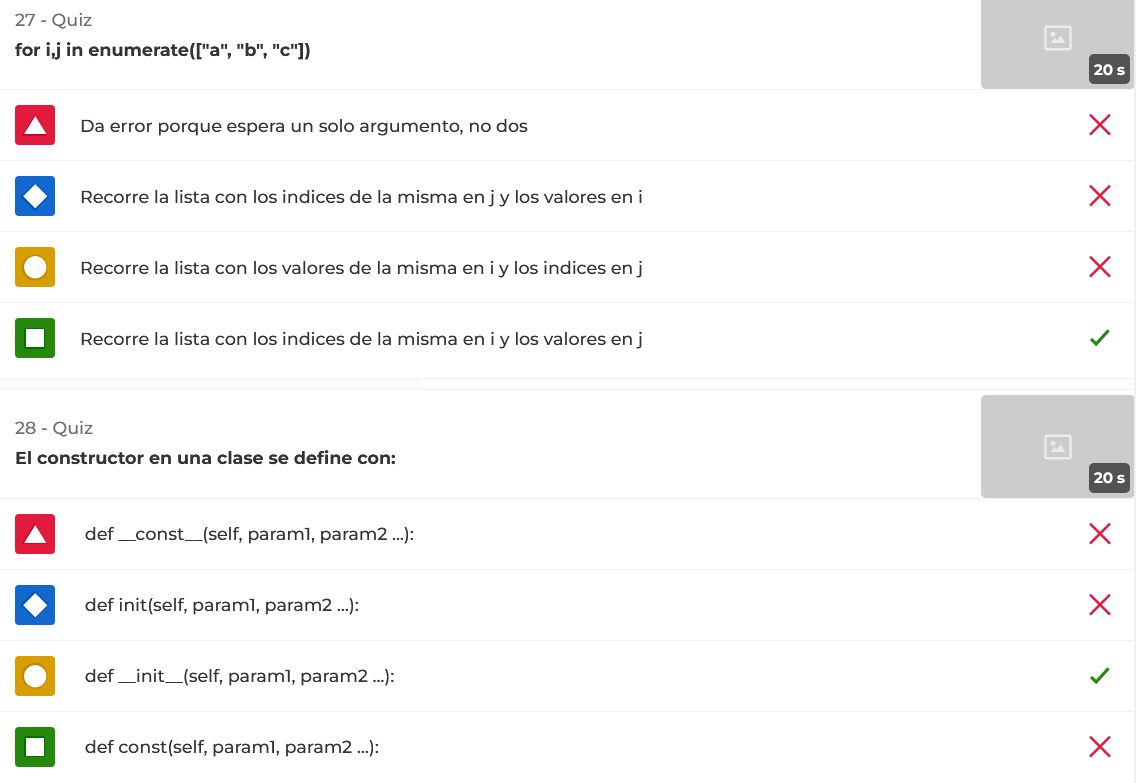 27 - Quiz
for i,j in enumerate(["a", "b", "c"])
20 s
Da error porque espera un solo argumento, no dos
Recorre la lista con los indices de la misma en j y los valores en i
Recorre la lista con los valores de la misma en i y los indices en j
Recorre la lista con los indices de la misma en i y los valores en j
28 - Quiz
El constructor en una clase se define con:
20 s
def __const__(self, param1, param2 ...):
def init(self, param1, param2 ...):
def __init__(self, param1, param2 ...):
def const(self, param1, param2 ...):